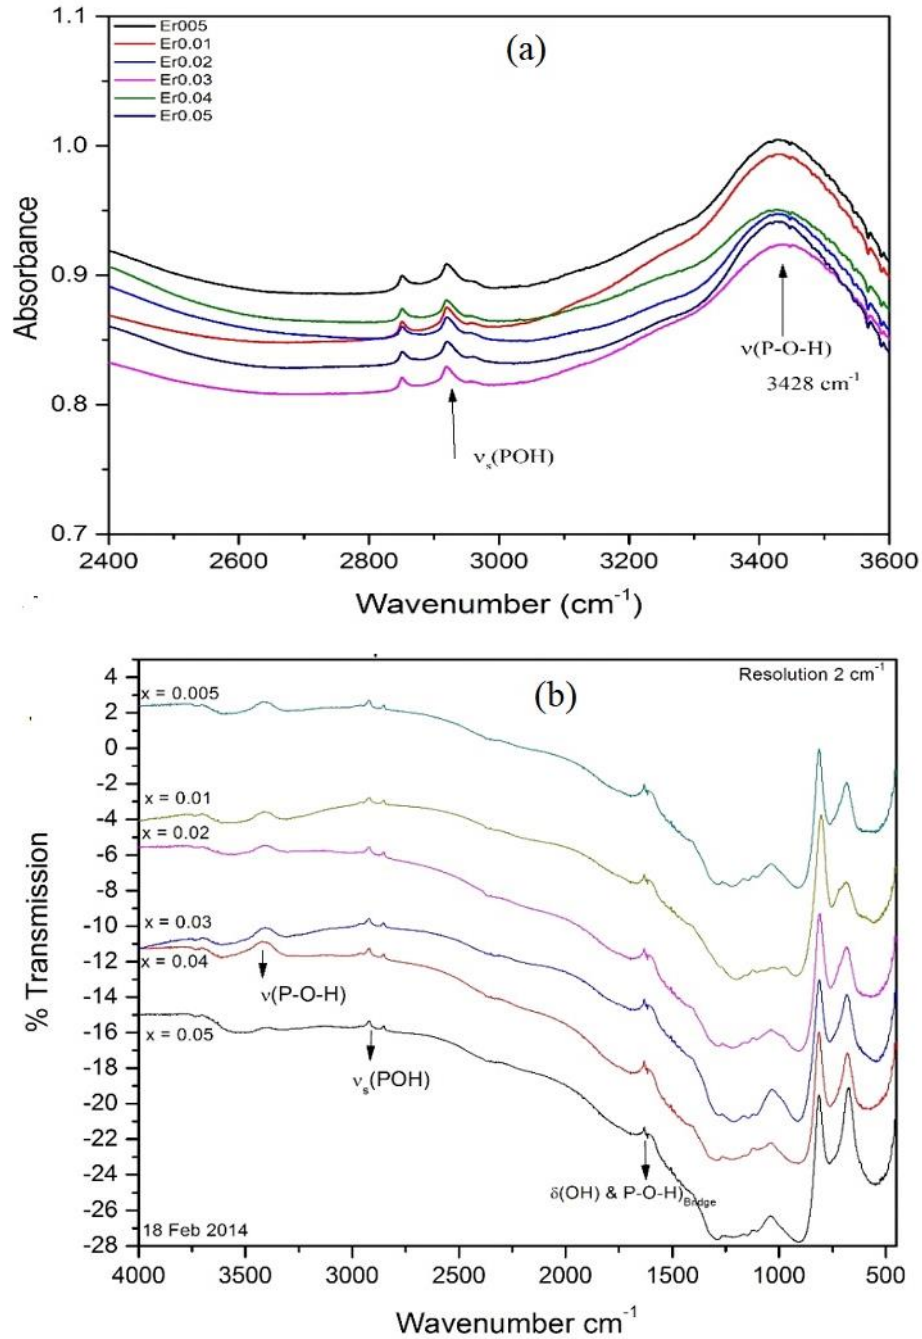 1.1
1.0
0.9
0.8
0.7
Absorbance
Er005
Er0.01
Er0.02
Er0.03
Er0.04
Er0.05
(a)
ν(P-O-H)
3428 cm-1
νs(POH)
2400 2600 2800 3000 3200 3400 3600
Wavenumber (cm-1)
4
2
0
-2
-4
-6
-8
-10
-12
-14
-16
-18
-20
-22
-24
-26
-28
% Transmission
(b)
Resolution 2 cm-1
x = 0.005
x = 0.01
x = 0.02
x = 0.03
x = 0.04
ν(P-O-H)
x = 0.05
νs(POH)
δ(OH) & P-O-H)Bridge
18 Feb 2014
4000 3500 3000 2500 2000 1500 1000 500
Wavenumber cm-1